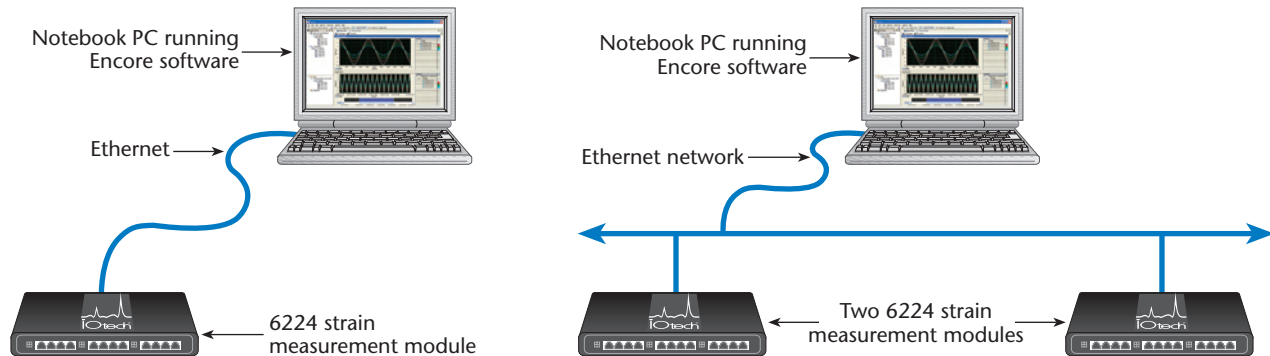 Notebook PC running
Encore software
Ethernet
6224 strain
measurement module
IOtech
Notebook PC running
Encore software
Ethernet network
Two 6224 strain
measurement modules
IOtech
IOtech